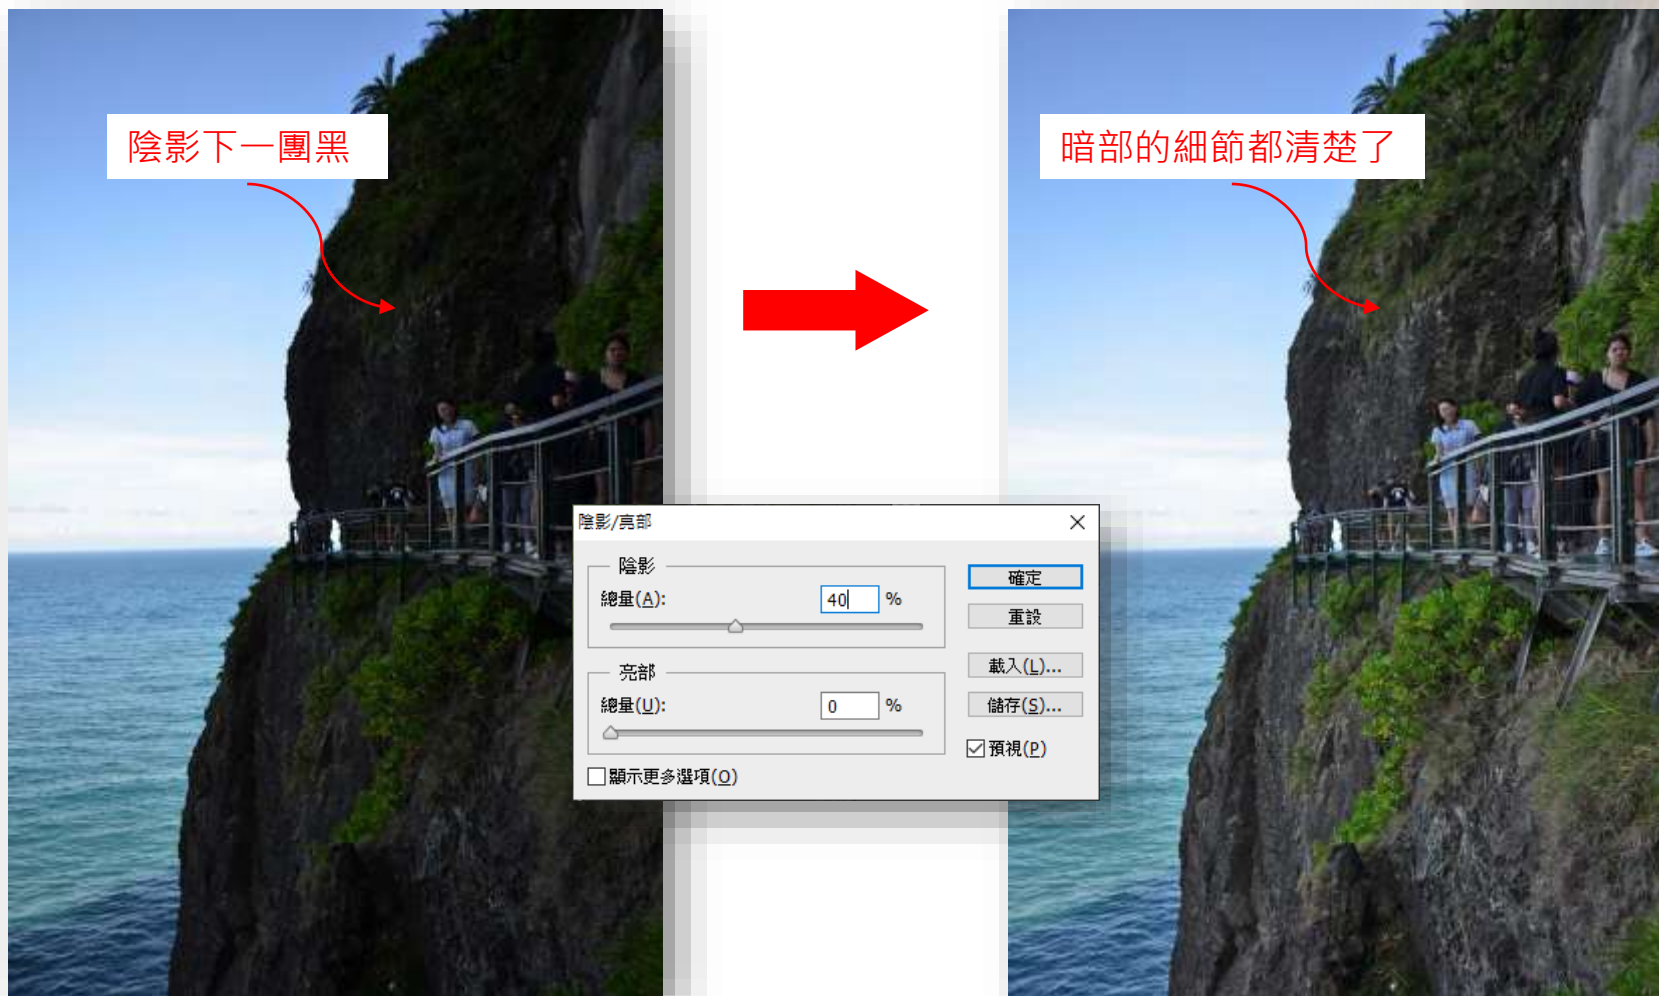 陰影下一團黑
暗部的細節都清楚了
陰影/亮部
陰影
總量(A):
40
%
亮部
總量(U):
0
%
顯示更多選項(O)
確定
重設
載入(L)...
儲存(S)...
預視(P)